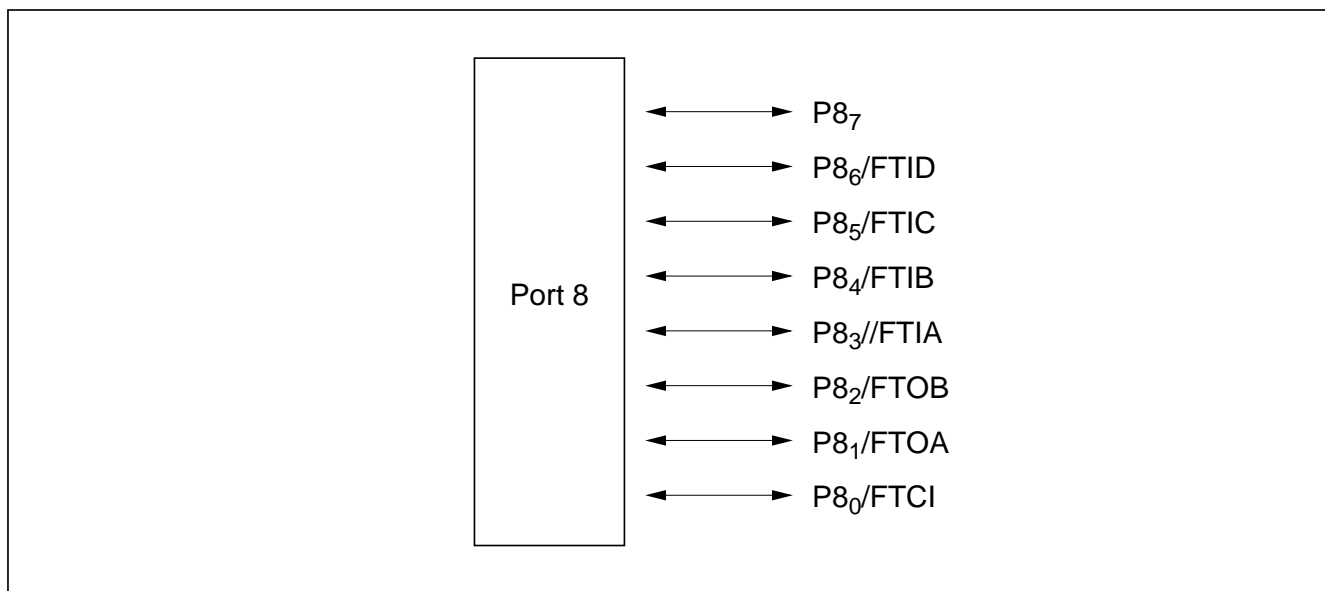 Port 8
P8₇
P8₆/FTID
P8₅/FTIC
P8₄/FTIB
P8₃//FTIA
P8₂/FTOB
P8₁/FTOA
P8₀/FTCI